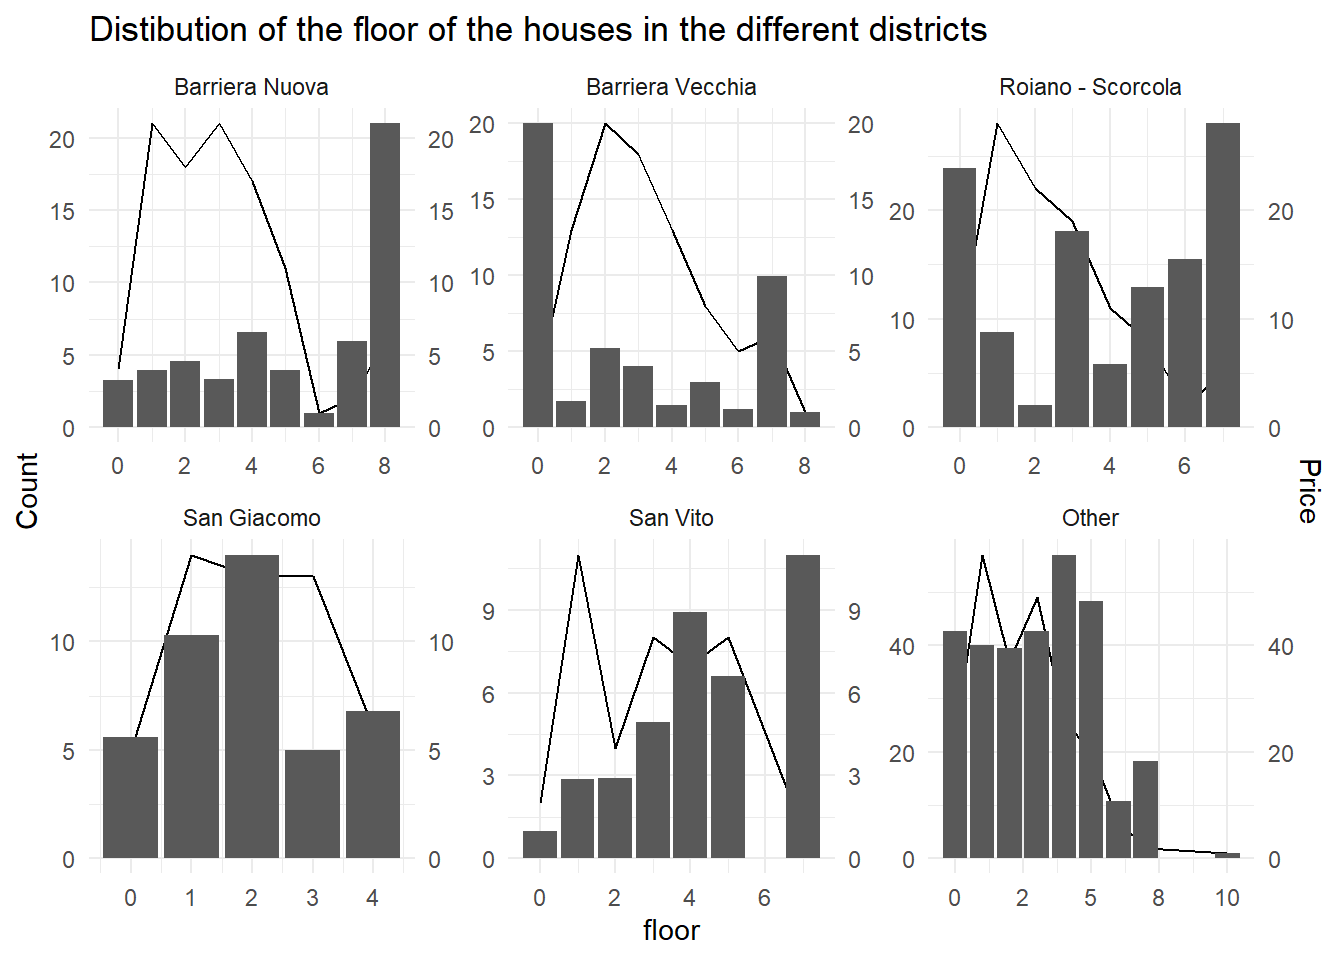 Distibution of the floor of the houses in the different districts
Barriera Nuova
Barriera Vecchia
Roiano - Scorcola
20 20 20 20
15 15 15 15
10 10 10 10
5 5 5 5
0 0 0 0
20 20
10 10
0 0
0 2 4 6 8
0 2 4 6 8
0 2 4 6
Count
Price
San Giacomo
San Vito
Other
10 10
5 5
0 0
9 9
6 6
3 3
0 0
40 40
20 20
0 0
0 1 2 3 4
0 2 4 6
0 2 5 8 10
floor